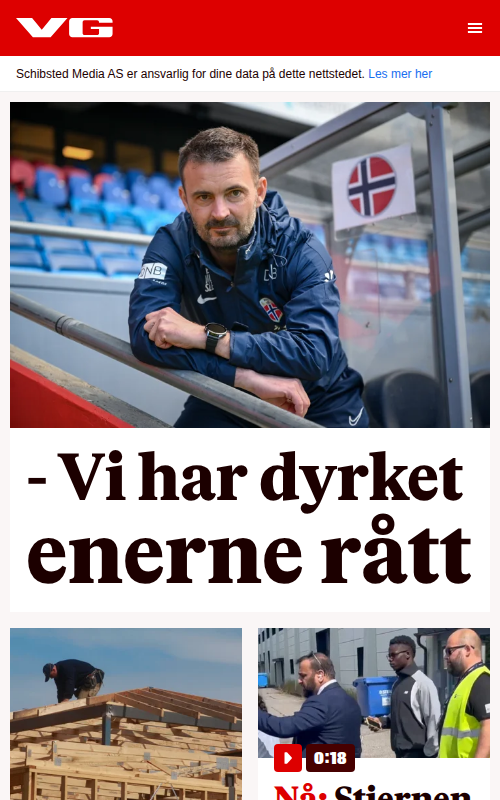 VG
Schibsted Media AS er ansvarlig for dine data på dette nettstedet. Les mer her
NB
- Vi har dyrket
enerne rått
0:18
Nå: Stjernen